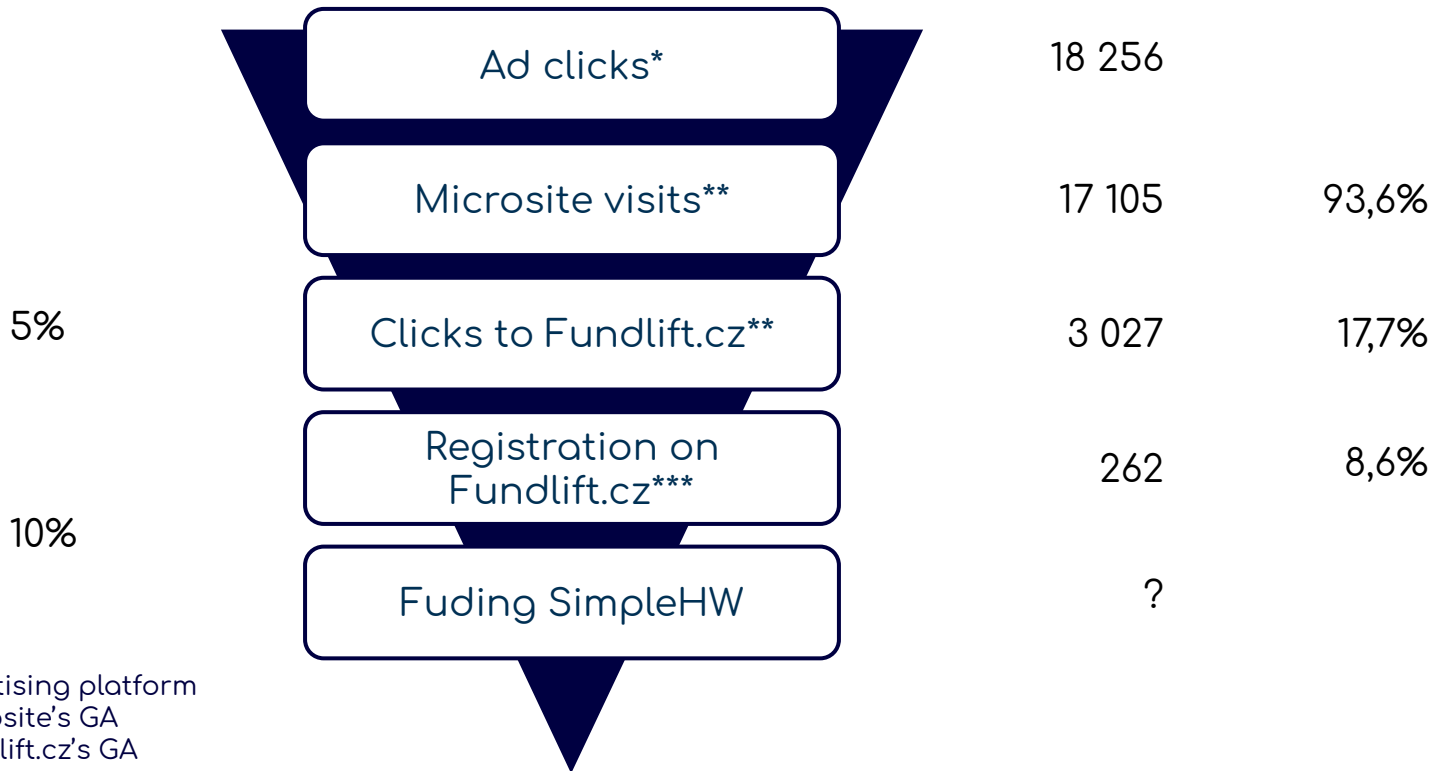 Ad clicks*
18 256
Microsite visits**
17 105
93,6%
5%
Clicks to Fundlift.cz**
3 027
17,7%
Registration on
Fundlift.cz***
262
8,6%
10%
Fuding SimpleHW
?
tising platform
site's GA
lift.cz's GA